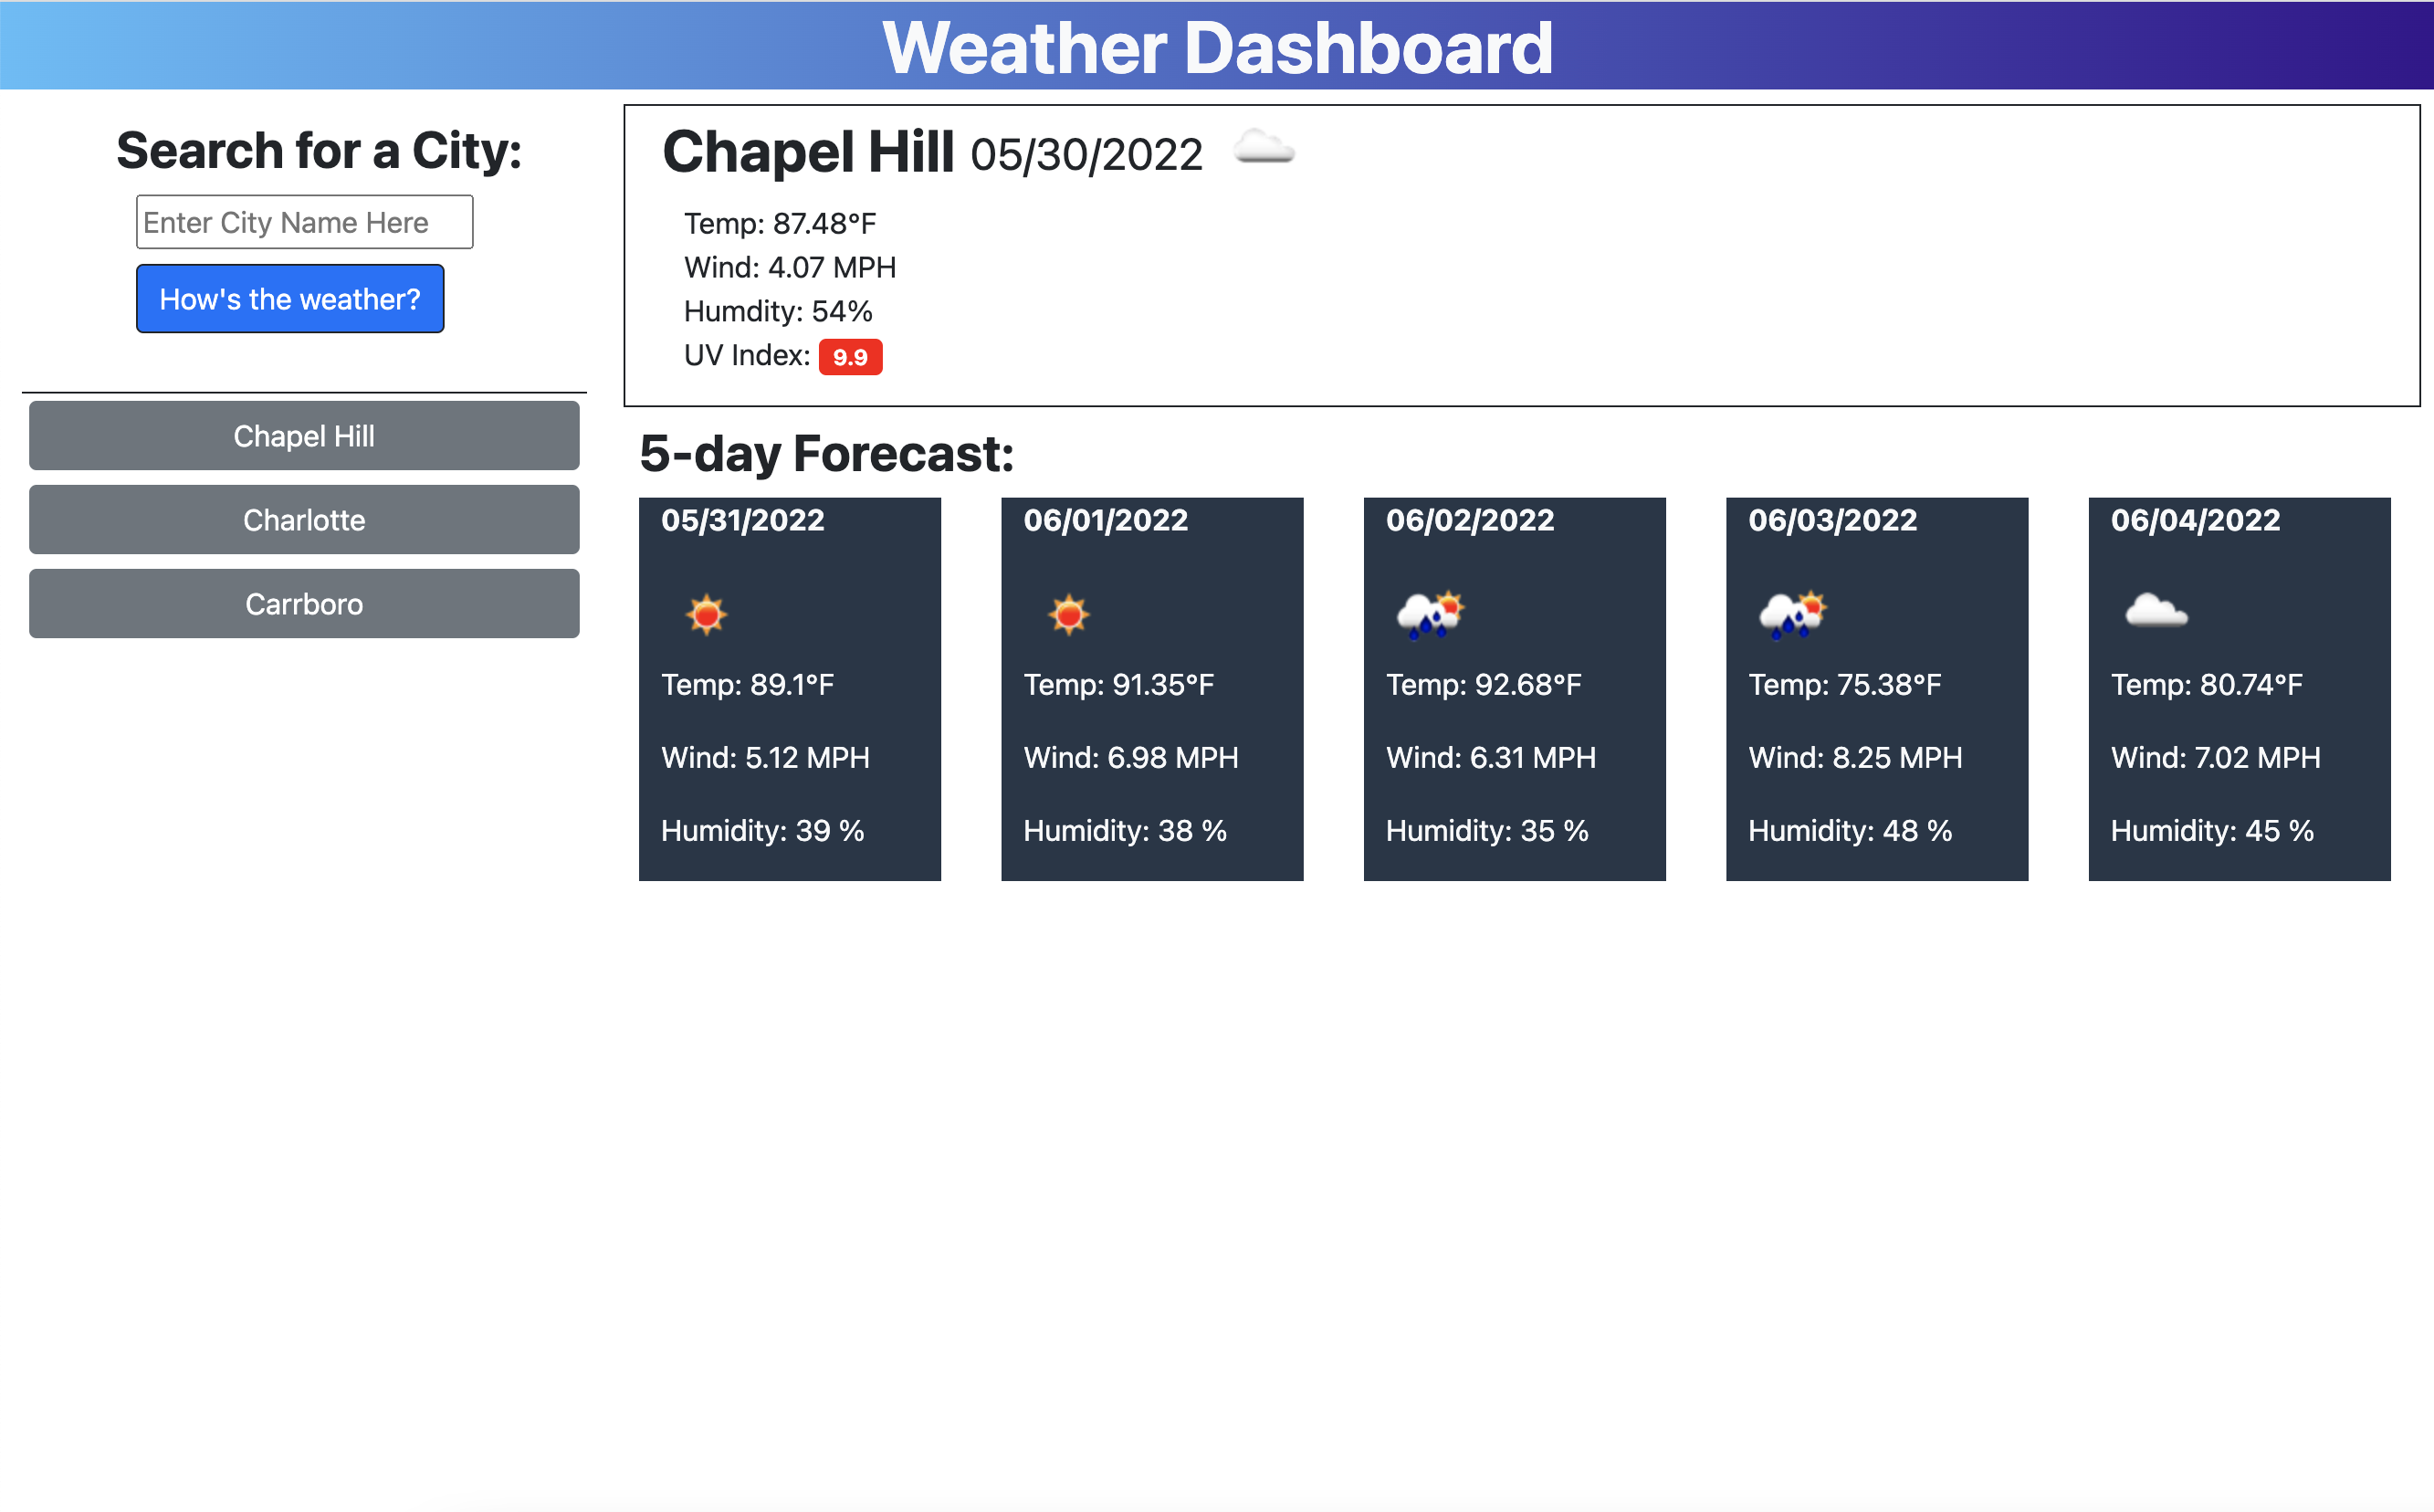 Weather Dashboard
Search for a City:
Enter City Name Here
How's the weather?
Chapel Hill
Charlotte
Carrboro
Chapel Hill 05/30/2022
Temp: 87.48°F
Wind: 4.07 MPH
Humdity: 54%
UV Index: 9.9
5-day Forecast:
05/31/2022
Temp: 89.1°F
Wind: 5.12 MPH
Humidity: 39 %
06/01/2022
Temp: 91.35°F
Wind: 6.98 MPH
Humidity: 38 %
06/02/2022
Temp: 92.68°F
Wind: 6.31 MPH
Humidity: 35 %
06/03/2022
Temp: 75.38°F
Wind: 8.25 MPH
Humidity: 48 %
06/04/2022
Temp: 80.74°F
Wind: 7.02 MPH
Humidity: 45 %